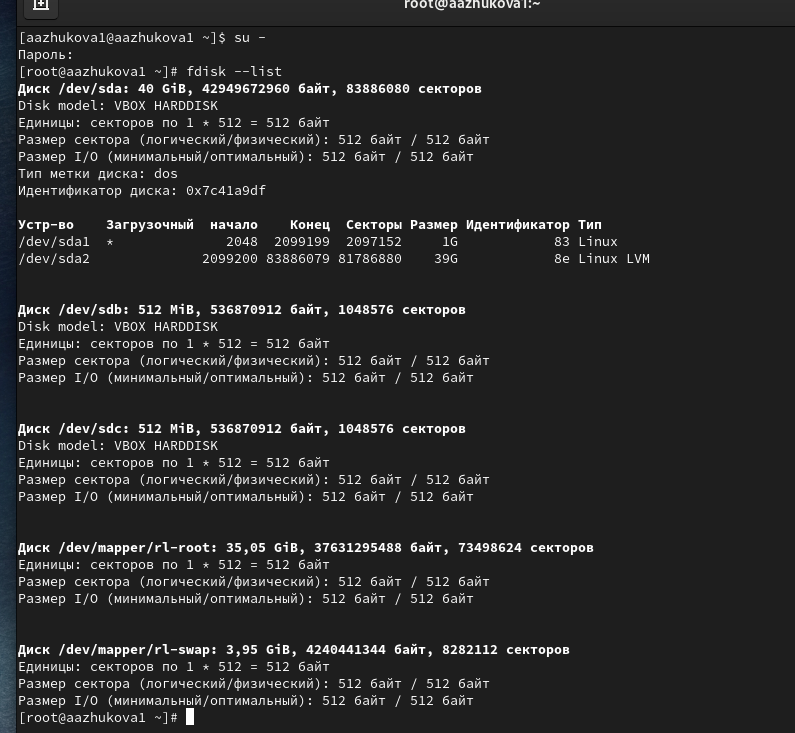 root@aazhukova1:~
[aazhukova1@aazhukova1 ~]$ su -
Пароль:
[root@aazhukova1 ~]# fdisk --list
Диск /dev/sda: 40 GiB, 42949672960 байт, 83886080 секторов
Disk model: VBOX HARDDISK
Единицы: секторов по 1 * 512 = 512 байт
Размер сектора (логический/физический): 512 байт / 512 байт
Размер I/O (минимальный/оптимальный): 512 байт / 512 байт
Тип метки диска: dos
Идентификатор диска: 0x7c41a9df
Устр-во    Загрузочный  начало    Конец  Секторы Размер Идентификатор Тип
/dev/sda1  *              2048  2099199  2097152     1G            83 Linux
/dev/sda2              2099200 83886079 81786880    39G            8e Linux LVM
Диск /dev/sdb: 512 MiB, 536870912 байт, 1048576 секторов
Disk model: VBOX HARDDISK
Единицы: секторов по 1 * 512 = 512 байт
Размер сектора (логический/физический): 512 байт / 512 байт
Размер I/O (минимальный/оптимальный): 512 байт / 512 байт
Диск /dev/sdc: 512 MiB, 536870912 байт, 1048576 секторов
Disk model: VBOX HARDDISK
Единицы: секторов по 1 * 512 = 512 байт
Размер сектора (логический/физический): 512 байт / 512 байт
Размер I/O (минимальный/оптимальный): 512 байт / 512 байт
Диск /dev/mapper/rl-root: 35,05 GiB, 37631295488 байт, 73498624 секторов
Единицы: секторов по 1 * 512 = 512 байт
Размер сектора (логический/физический): 512 байт / 512 байт
Размер I/O (минимальный/оптимальный): 512 байт / 512 байт
Диск /dev/mapper/rl-swap: 3,95 GiB, 4240441344 байт, 8282112 секторов
Единицы: секторов по 1 * 512 = 512 байт
Размер сектора (логический/физический): 512 байт / 512 байт
Размер I/O (минимальный/оптимальный): 512 байт / 512 байт
[root@aazhukova1 ~]#